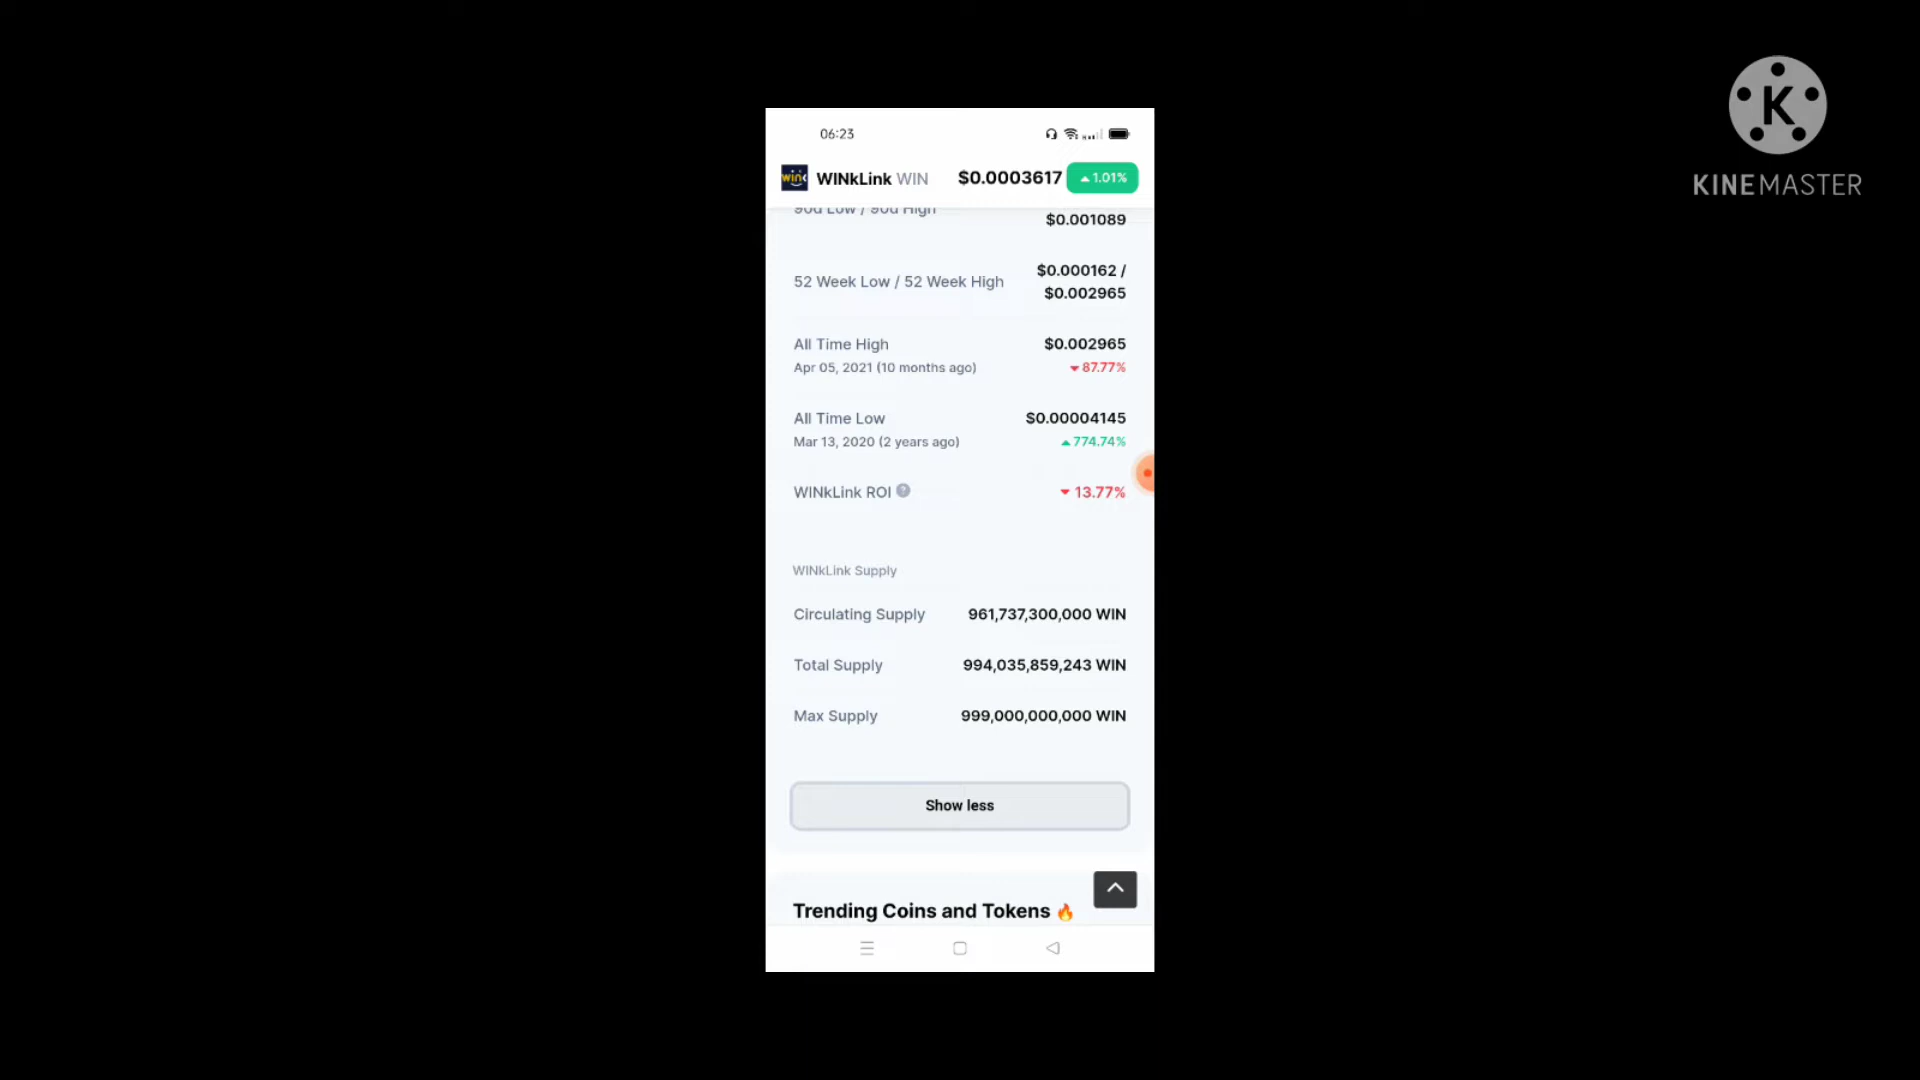 06:23
WINkLink WIN $0.0003617 1.01%
90d Low / 90d High
$0.001089
52 Week Low / 52 Week High $0.000162 /
$0.002965
All Time High $0.002965
Apr 05, 2021 (10 months ago) 87.77%
All Time Low $0.00004145
Mar 13, 2020 (2 years ago) 774.74%
WINkLink ROI ? 13.77%
WINkLink Supply
Circulating Supply 961,737,300,000 WIN
Total Supply 994,035,859,243 WIN
Max Supply 999,000,000,000 WIN
Show less
Trending Coins and Tokens 🔥
K
KINEMASTER